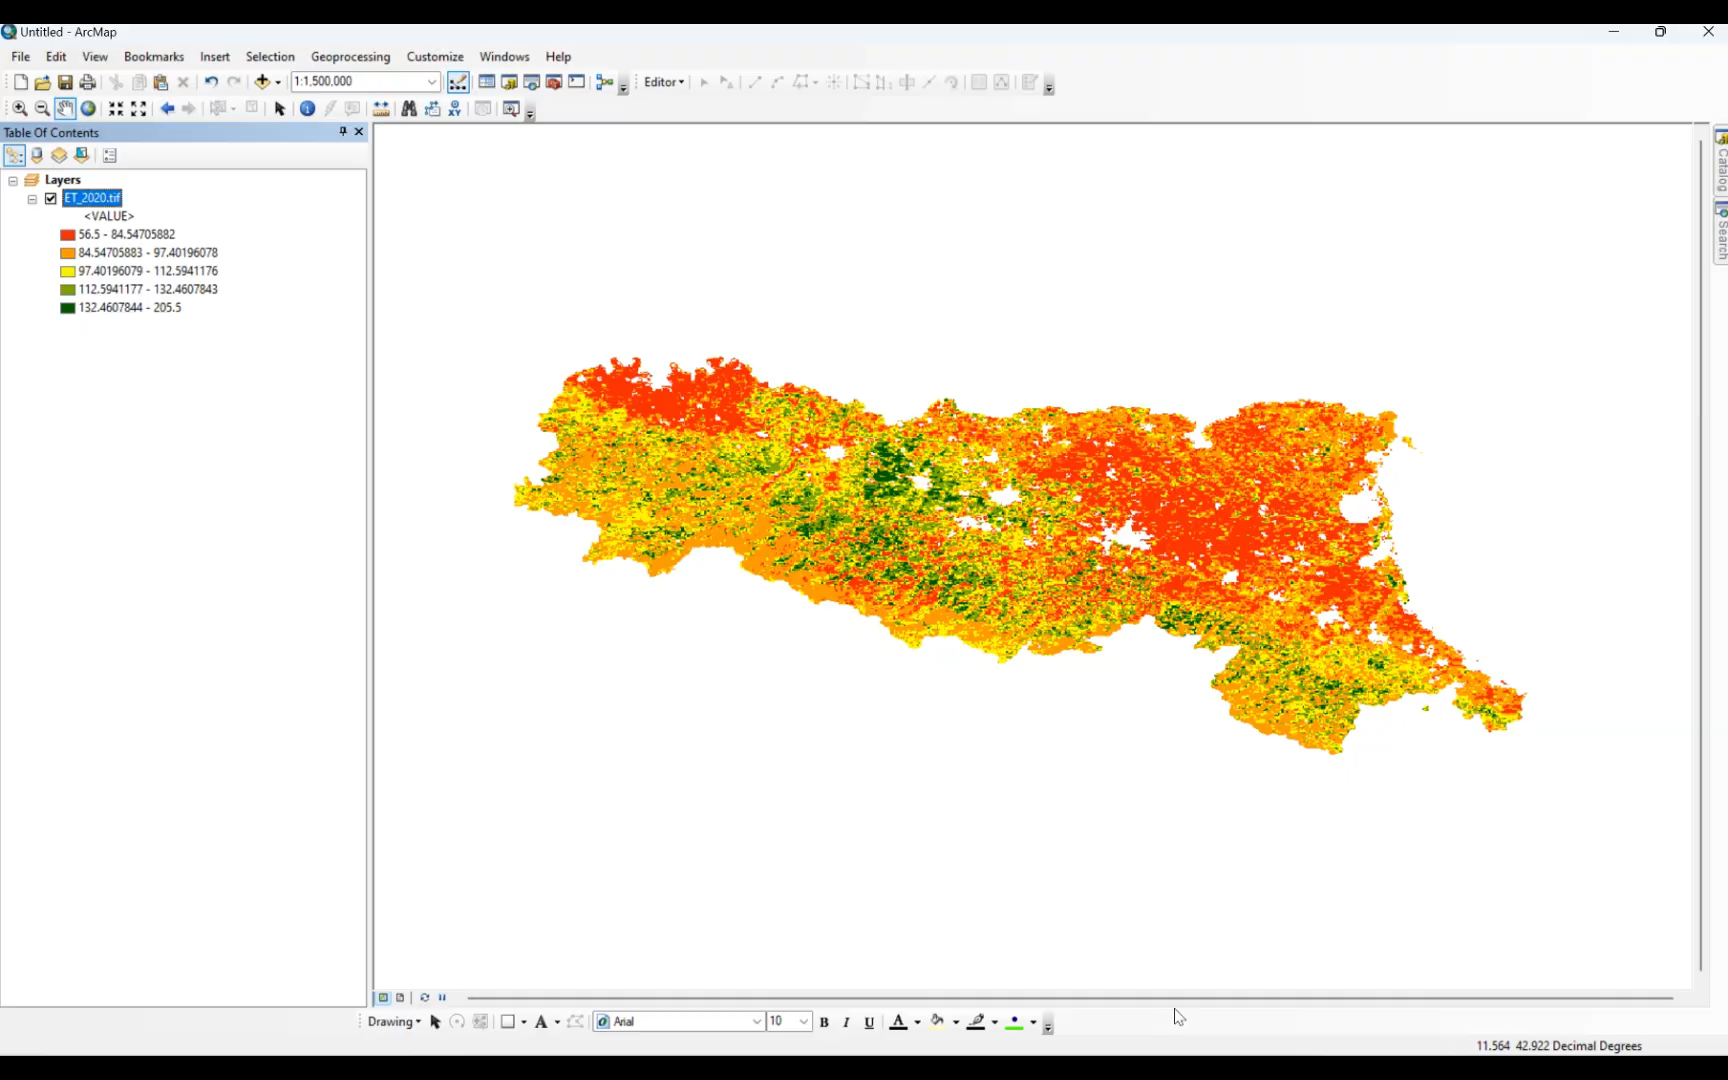 Untitled - ArcMap
File Edit View Bookmarks Insert Selection Geoprocessing Customize Windows Help
1:1,500,000 Editor
Table Of Contents
Layers
ET_2020.tif
<VALUE>
56.5 - 84.54705882
84.54705883 - 97.40196078
97.40196079 - 112.5941176
112.5941177 - 132.4607843
132.4607844 - 205.5
Catalog
Search
Drawing A Arial 10 B I U A
11.564 42.922 Decimal Degrees